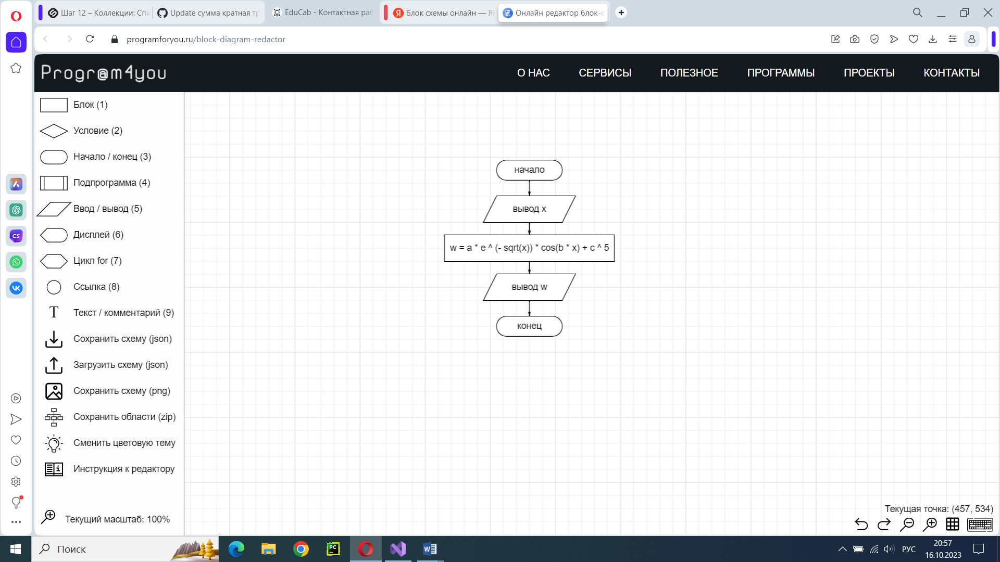 Шаг 12 – Коллекции: Спи
Update сумма кратная тр
EduCab - Контактная раб
блок схемы онлайн — Ян
Онлайн редактор блок-с
programforyou.ru/block-diagram-redactor
Progr@m4you
О НАС
СЕРВИСЫ
ПОЛЕЗНОЕ
ПРОГРАММЫ
ПРОЕКТЫ
КОНТАКТЫ
Блок (1)
Условие (2)
Начало / конец (3)
Подпрограмма (4)
Ввод / вывод (5)
Дисплей (6)
Цикл for (7)
Ссылка (8)
T Текст / комментарий (9)
Сохранить схему (json)
Загрузить схему (json)
Сохранить схему (png)
Сохранить области (zip)
Сменить цветовую тему
Инструкция к редактору
Текущий масштаб: 100%
начало
вывод x
w = a * e ^ (- sqrt(x)) * cos(b * x) + c ^ 5
вывод w
конец
Текущая точка: (457, 534)
Поиск
РУС
20:57
16.10.2023